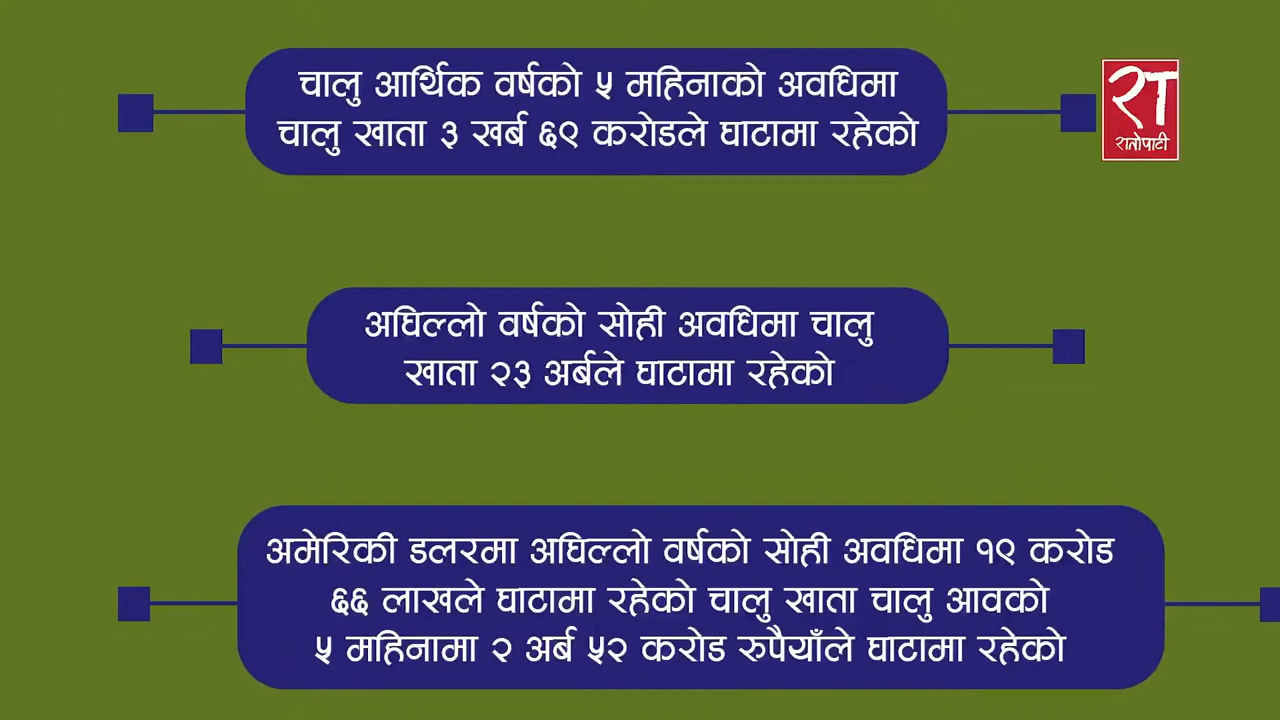 चालु आर्थिक वर्षको ५ महिनाको अवधिमा
चालु खाता ३ खर्ब ६९ करोडले घाटामा रहेको
रातोपाटी
अघिल्लो वर्षको सोही अवधिमा चालु
खाता २३ अर्बले घाटामा रहेको
अमेरिकी डलरमा अघिल्लो वर्षको सोही अवधिमा १९ करोड
६६ लाखले घाटामा रहेको चालु खाता चालु आवको
५ महिनामा २ अर्ब ५२ करोड रुपैयाँले घाटामा रहेको